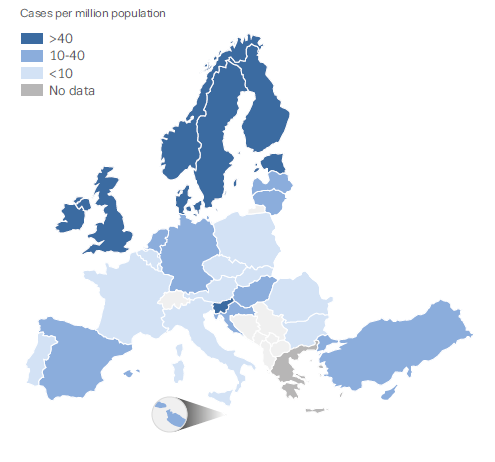 Cases per million population
>40
10-40
<10
No data